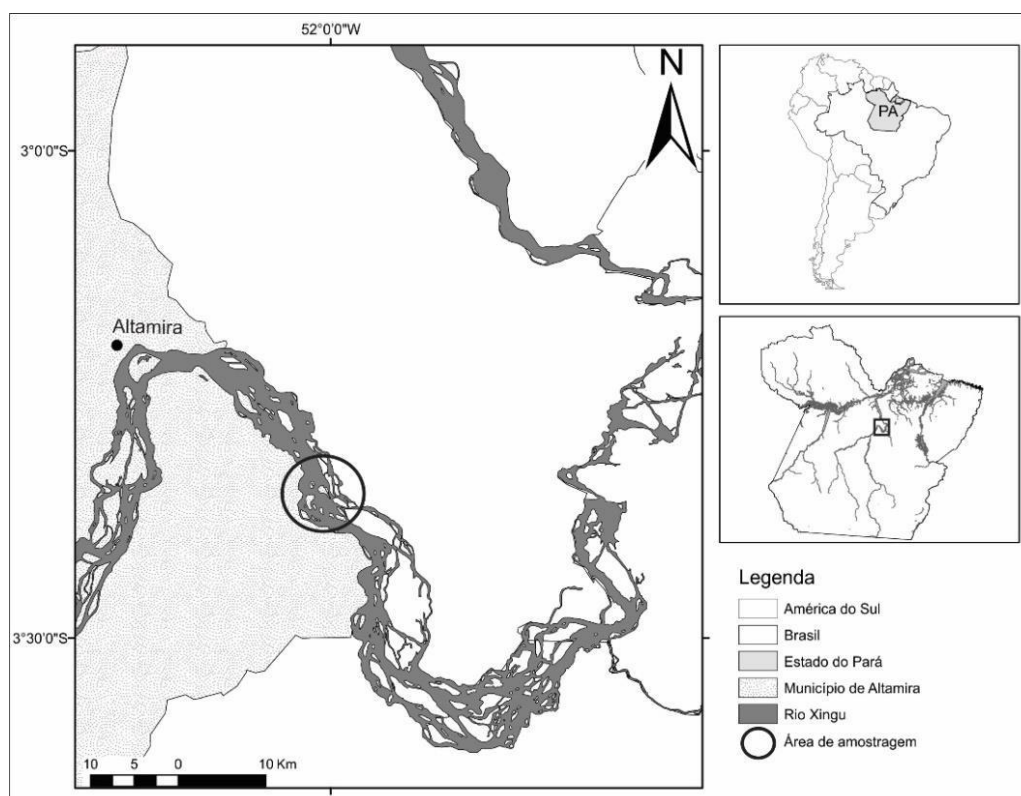 52°0'0"W
N
3°0'0"S
Altamira
3°30'0"S
10 5 0 10 Km
PA
Legenda
América do Sul
Brasil
Estado do Pará
Município de Altamira
Rio Xingu
Área de amostragem